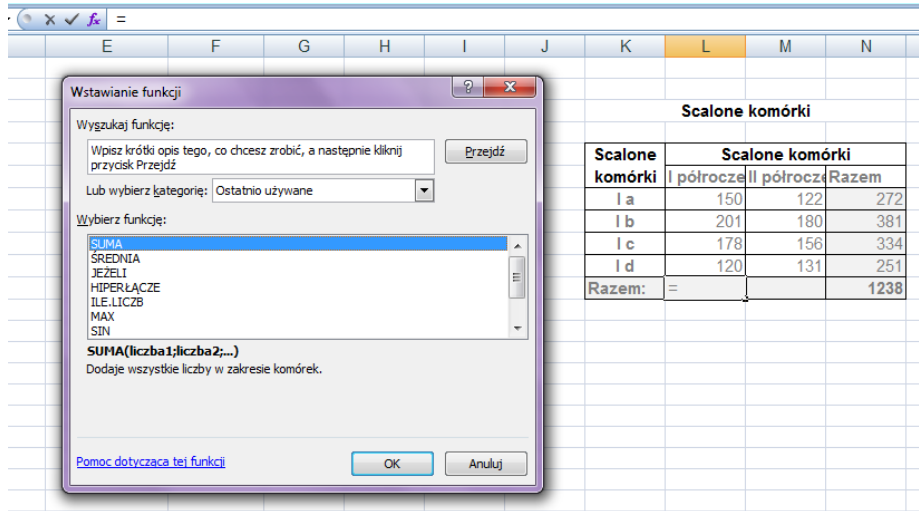 fx =
E F G H I J K L M N
Wstawianie funkcji
Wyszukaj funkcję:
Wpisz krótki opis tego, co chcesz zrobić, a następnie kliknij
przycisk Przejdź
Przejdź
Lub wybierz kategorię: Ostatnio używane
Wybierz funkcję:
SUMA
ŚREDNIA
JEŻELI
HIPERŁĄCZE
ILE.LICZB
MAX
SIN
SUMA(liczba1;liczba2;...)
Dodaje wszystkie liczby w zakresie komórek.
Pomoc dotycząca tej funkcji
OK Anuluj
Scalone komórki
Scalone Scalone komórki
komórki I półrocze II półrocze Razem
I a 150 122 272
I b 201 180 381
I c 178 156 334
I d 120 131 251
Razem: = 1238